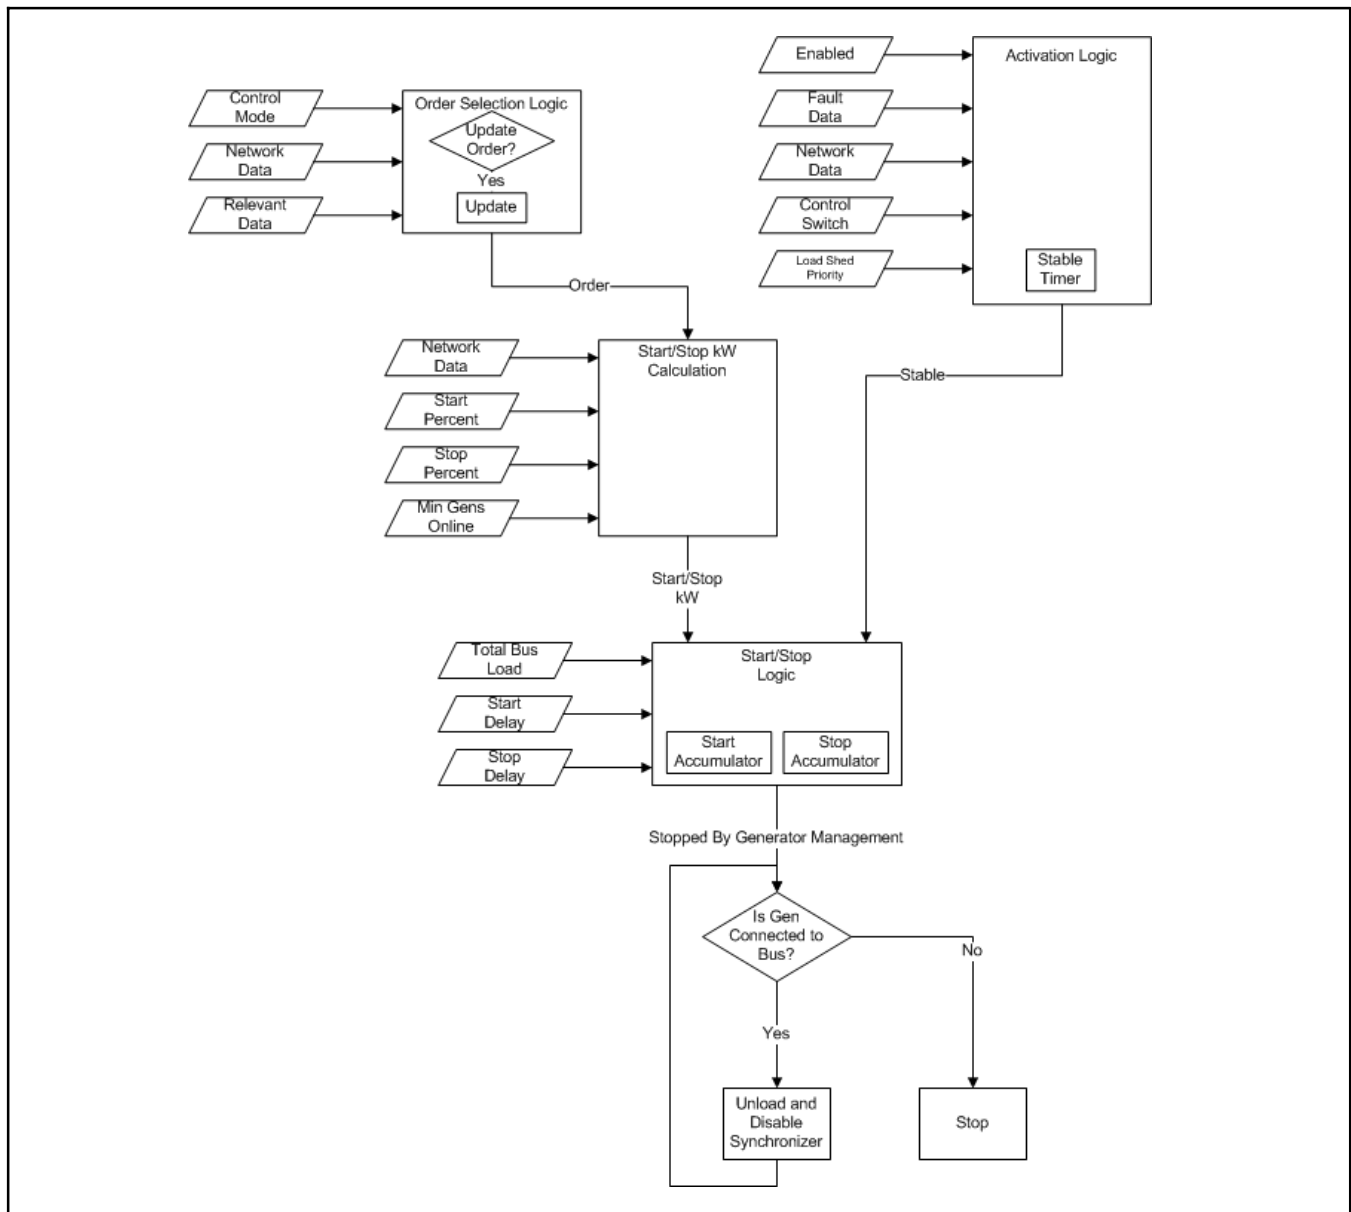 Enabled
Activation Logic
Control
Mode
Order Selection Logic
Fault
Data
Update
Order?
Network
Data
Network
Data
Yes
Relevant
Data
Update
Control
Switch
Load Shed
Priority
Stable
Timer
Order
Network
Data
Start/Stop kW
Calculation
Stable
Start
Percent
Stop
Percent
Min Gens
Online
Start/Stop
kW
Total Bus
Load
Start/Stop
Logic
Start
Delay
Start
Accumulator
Stop
Accumulator
Stop
Delay
Stopped By Generator Management
Is Gen
Connected to
Bus?
No
Yes
Unload and
Disable
Synchronizer
Stop